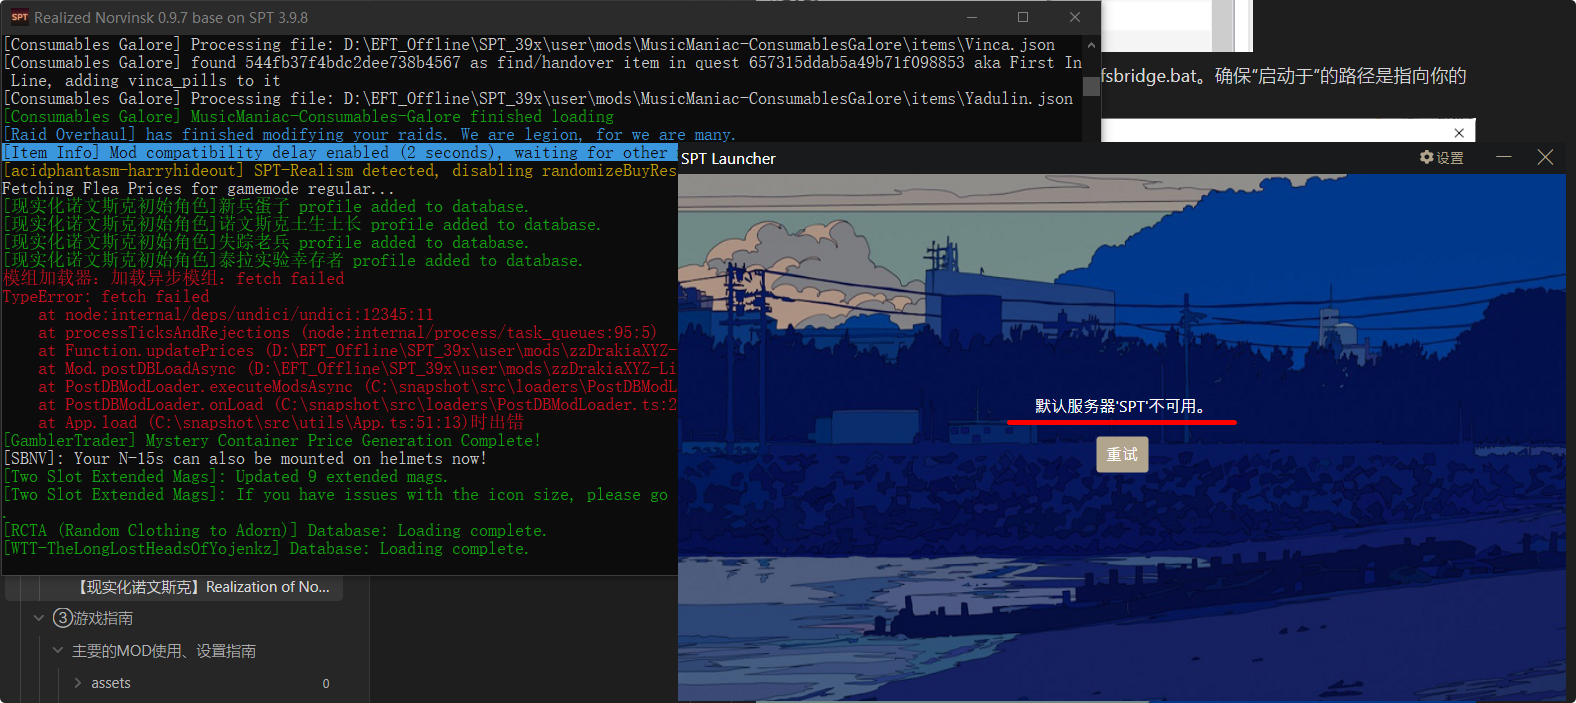 SPT Realized Norvinsk 0.9.7 base on SPT 3.9.8
[Consumables Galore] Processing file: D:\EFT_Offline\SPT_39x\user\mods\MusicManiac-ConsumablesGalore\items\Vinca.json
[Consumables Galore] found 544fb37f4bdc2dee738b4567 as find/handover item in quest 657315ddab5a49b71f098853 aka First In
Line, adding vinca_pills to it
[Consumables Galore] Processing file: D:\EFT_Offline\SPT_39x\user\mods\MusicManiac-ConsumablesGalore\items\Yadulin.json
[Consumables Galore] MusicManiac-Consumables-Galore finished loading
[Raid Overhaul] has finished modifying your raids. We are legion, for we are many.
[Item Info] Mod compatibility delay enabled (2 seconds), waiting for other
[acidphantasm-harryhideout] SPT-Realism detected, disabling randomizeBuyRes
Fetching Flea Prices for gamemode regular...
[现实化诺文斯克初始角色]新兵蛋子 profile added to database.
[现实化诺文斯克初始角色]诺文斯克土生土长 profile added to database.
[现实化诺文斯克初始角色]失踪老兵 profile added to database.
[现实化诺文斯克初始角色]泰拉实验幸存者 profile added to database.
模组加载器：加载异步模组：fetch failed
TypeError: fetch failed
at node:internal/deps/undici/undici:12345:11
at processTicksAndRejections (node:internal/process/task_queues:95:5)
at Function.updatePrices (D:\EFT_Offline\SPT_39x\user\mods\zzDrakiaXYZ-
at Mod.postDBLoadAsync (D:\EFT_Offline\SPT_39x\user\mods\zzDrakiaXYZ-Li
at PostDBModLoader.executeModsAsync (C:\snapshot\src\loaders\PostDBModL
at PostDBModLoader.onLoad (C:\snapshot\src\loaders\PostDBModLoader.ts:2
at App.load (C:\snapshot\src\utils\App.ts:51:13)时出错
[GamblerTrader] Mystery Container Price Generation Complete!
[SBNV]: Your N-15s can also be mounted on helmets now!
[Two Slot Extended Mags]: Updated 9 extended mags.
[Two Slot Extended Mags]: If you have issues with the icon size, please go
.
[RCTA (Random Clothing to Adorn)] Database: Loading complete.
[WTT-TheLongLostHeadsOfYojenkz] Database: Loading complete.
fsbridge.bat。确保“启动于”的路径是指向你的
SPT Launcher
设置
默认服务器'SPT'不可用。
重试
【现实化诺文斯克】Realization of No...
③游戏指南
主要的MOD使用、设置指南
assets 0